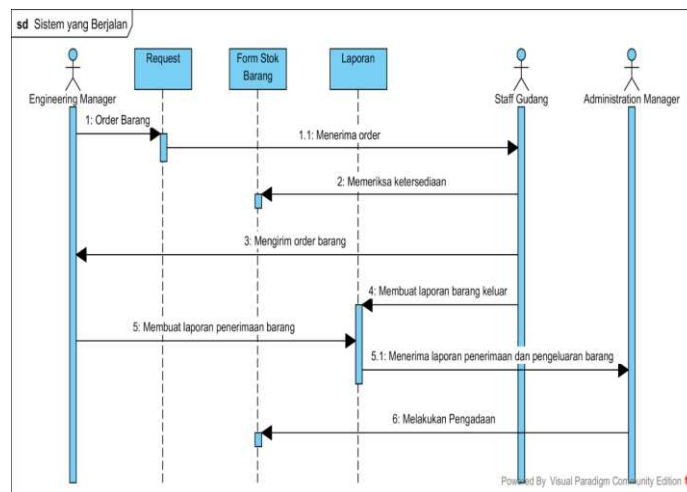 sd Sistem yang Berjalan
Request
Form Stok
Barang
Laporan
Engineering Manager
Staff Gudang
Administration Manager
1: Order Barang
1.1: Menerima order
2: Memeriksa ketersediaan
3: Mengirim order barang
4: Membuat laporan barang keluar
5: Membuat laporan penerimaan barang
5.1: Menerima laporan penerimaan dan pengeluaran barang
6: Melakukan Pengadaan
Powered By Visual Paradigm Community Edition